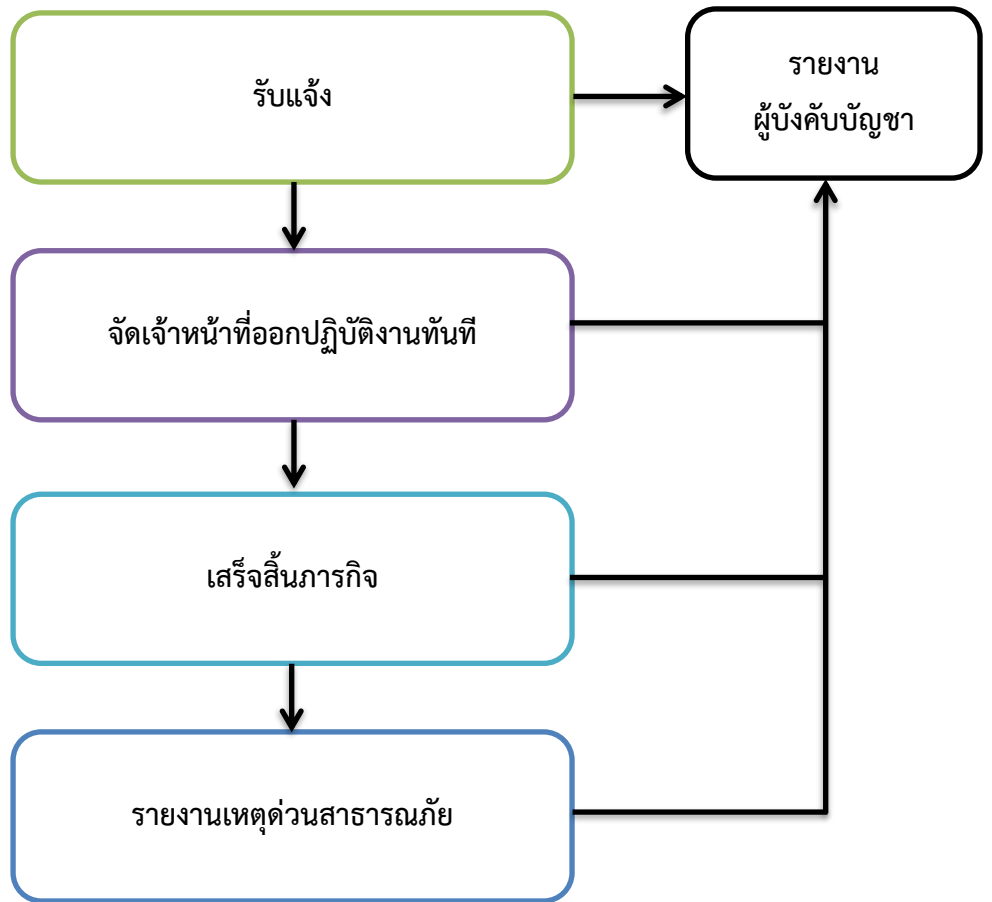 รับแจ้ง
รายงาน
ผู้บังคับบัญชา
จัดเจ้าหน้าที่ออกปฏิบัติงานทันที
เสร็จสิ้นภารกิจ
รายงานเหตุด่วนสาธารณภัย